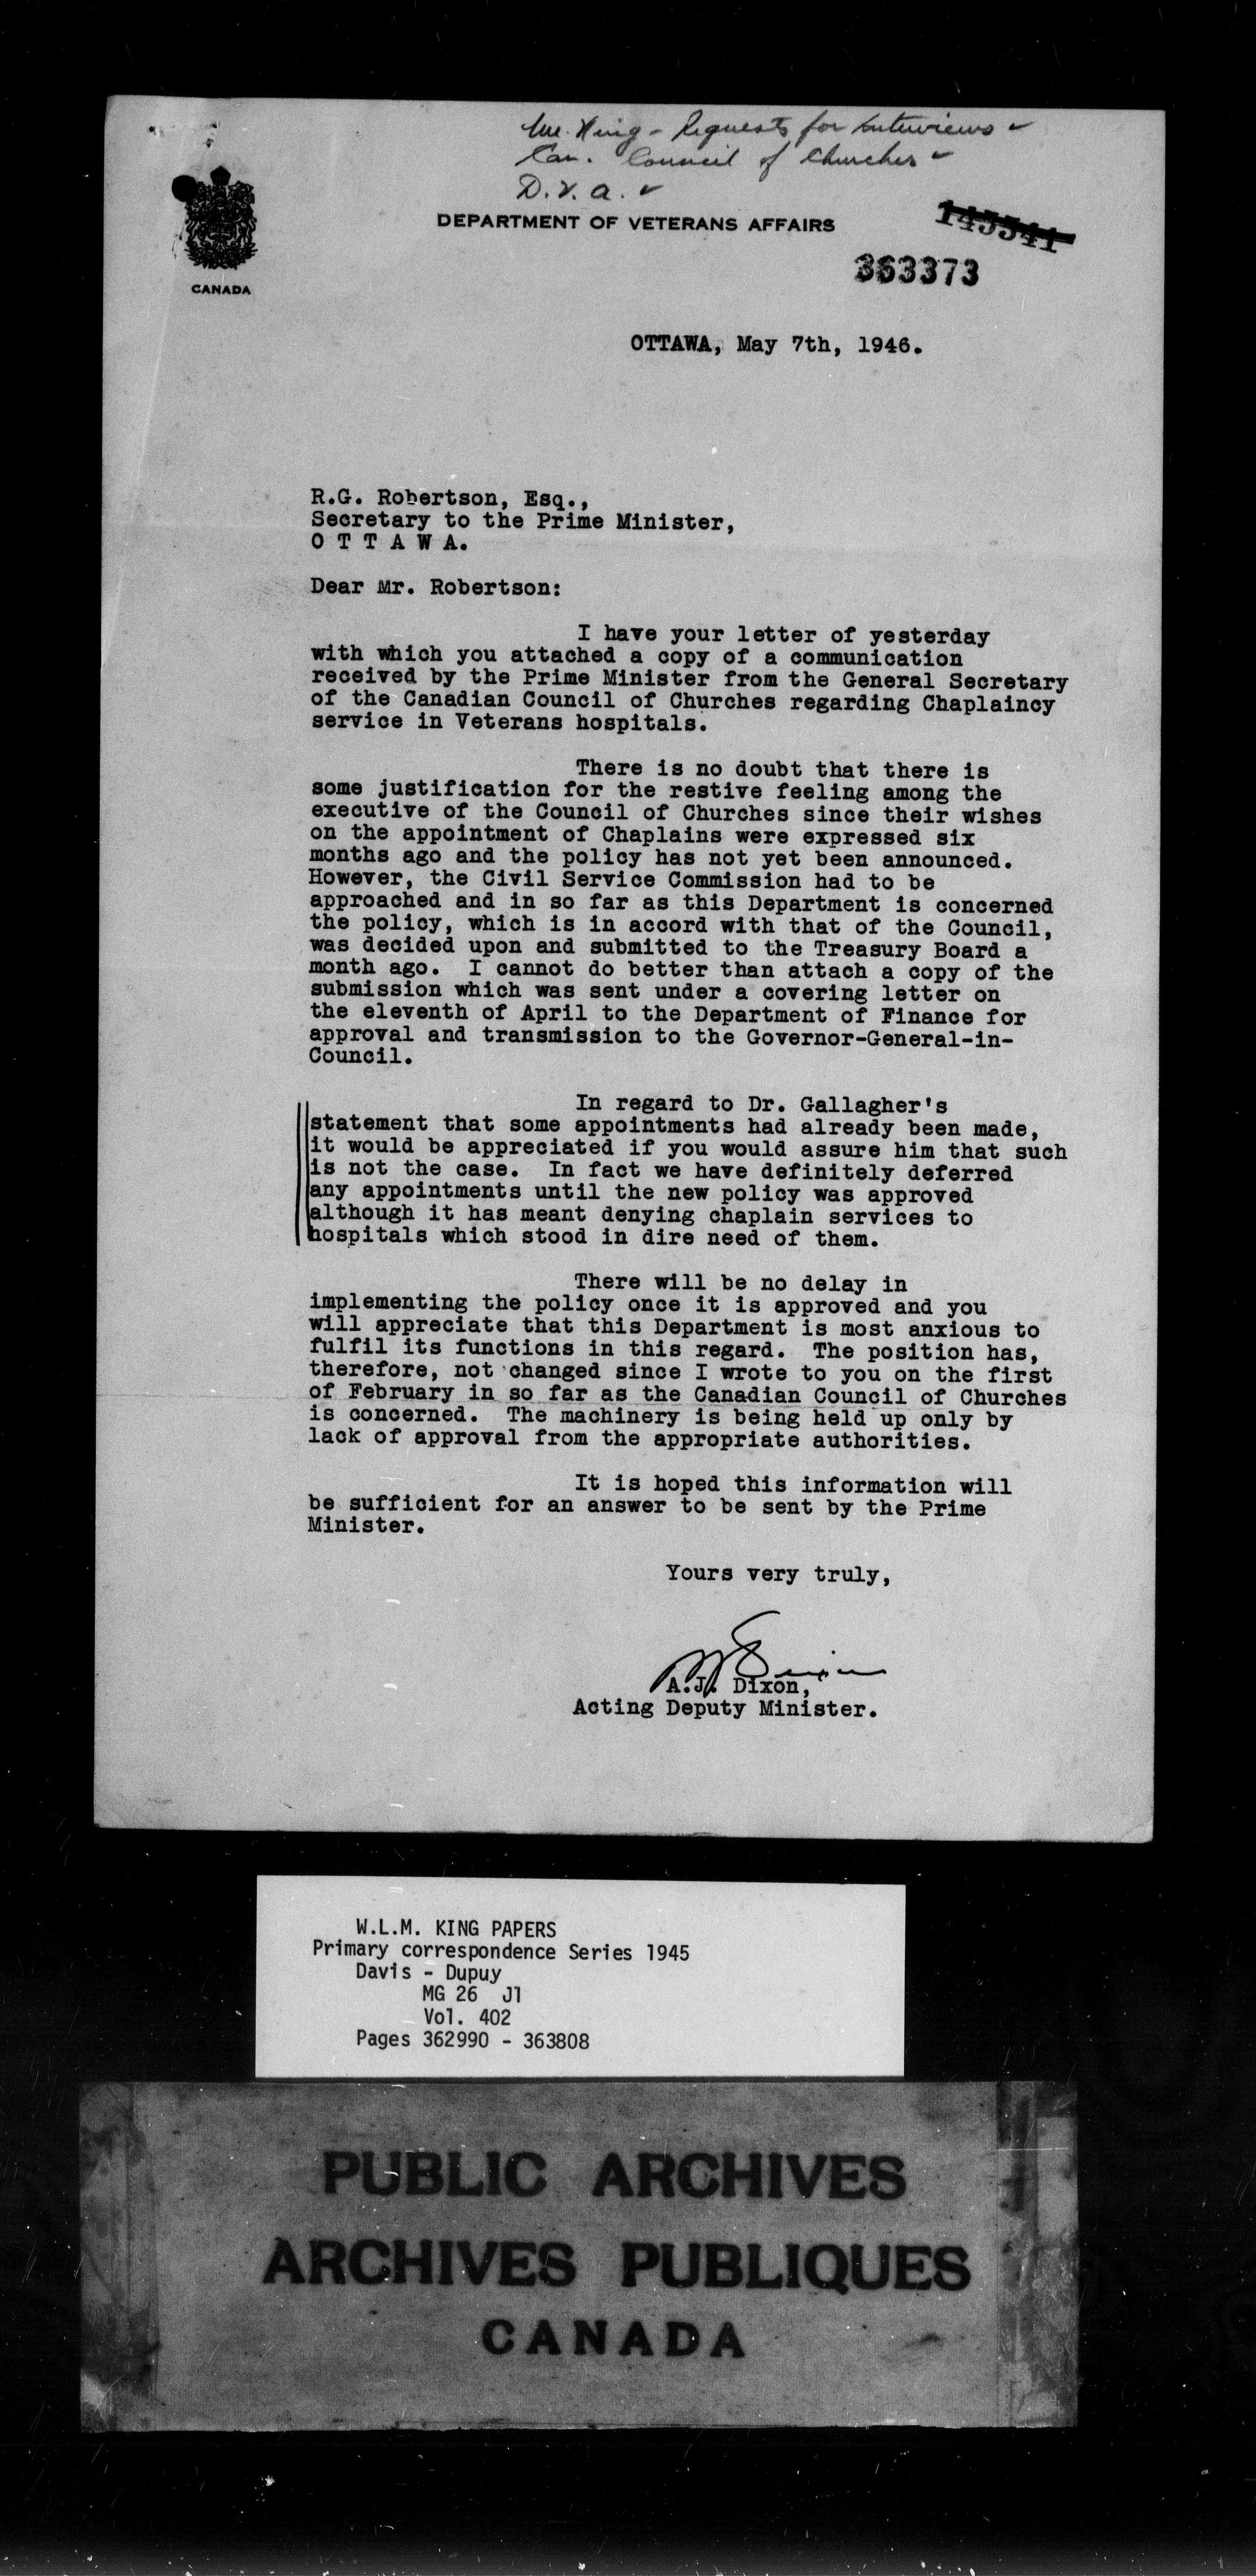 Mr. King - Requests for Interviews ✓
Can. Council of Churches ✓
D.V.A. ✓
DEPARTMENT OF VETERANS AFFAIRS
145541
363373
CANADA
OTTAWA, May 7th, 1946.
R.G. Robertson, Esq.,
Secretary to the Prime Minister,
O T T A W A.
Dear Mr. Robertson:
I have your letter of yesterday
with which you attached a copy of a communication
received by the Prime Minister from the General Secretary
of the Canadian Council of Churches regarding Chaplaincy
service in Veterans hospitals.
There is no doubt that there is
some justification for the restive feeling among the
executive of the Council of Churches since their wishes
on the appointment of Chaplains were expressed six
months ago and the policy has not yet been announced.
However, the Civil Service Commission had to be
approached and in so far as this Department is concerned
the policy, which is in accord with that of the Council,
was decided upon and submitted to the Treasury Board a
month ago.  I cannot do better than attach a copy of the
submission which was sent under a covering letter on
the eleventh of April to the Department of Finance for
approval and transmission to the Governor-General-in-
Council.
In regard to Dr. Gallagher's
statement that some appointments had already been made,
it would be appreciated if you would assure him that such
is not the case.  In fact we have definitely deferred
any appointments until the new policy was approved
although it has meant denying chaplain services to
hospitals which stood in dire need of them.
There will be no delay in
implementing the policy once it is approved and you
will appreciate that this Department is most anxious to
fulfil its functions in this regard.  The position has,
therefore, not changed since I wrote to you on the first
of February in so far as the Canadian Council of Churches
is concerned.  The machinery is being held up only by
lack of approval from the appropriate authorities.
It is hoped this information will
be sufficient for an answer to be sent by the Prime
Minister.
Yours very truly,
A.J. Dixon,
Acting Deputy Minister.
W.L.M. KING PAPERS
Primary correspondence Series 1945
Davis - Dupuy
MG 26 J1
Vol. 402
Pages 362990 - 363808
PUBLIC ARCHIVES
ARCHIVES PUBLIQUES
CANADA